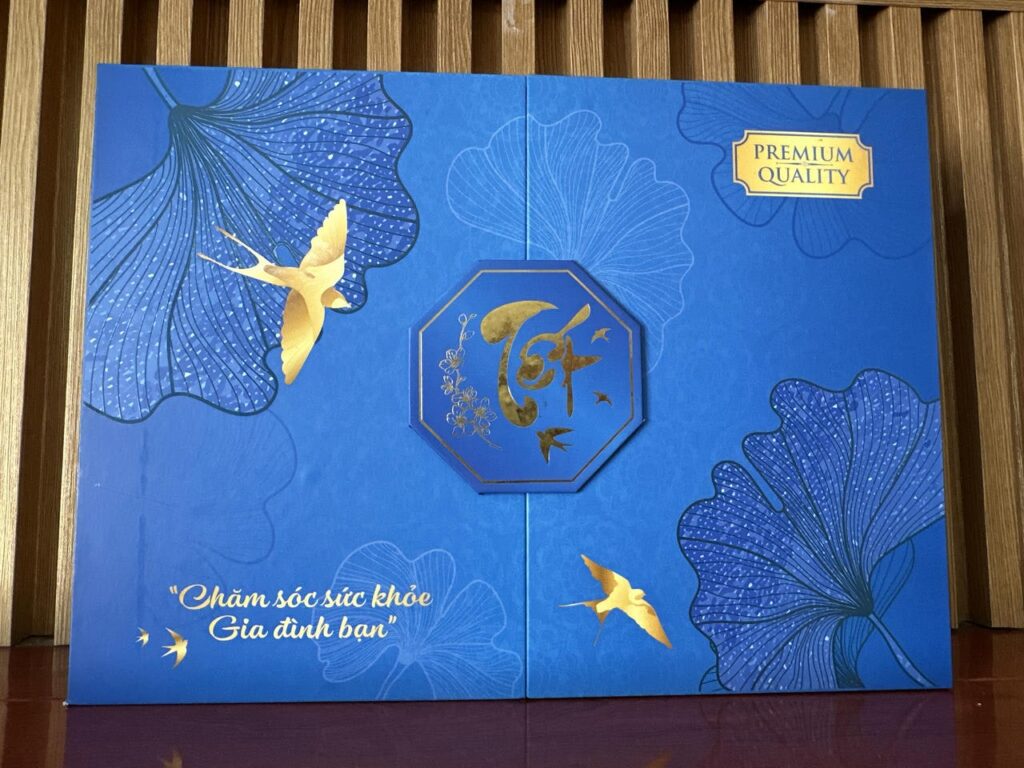 PREMIUM
QUALITY
Tết
“Chăm sóc sức khỏe
Gia đình bạn”